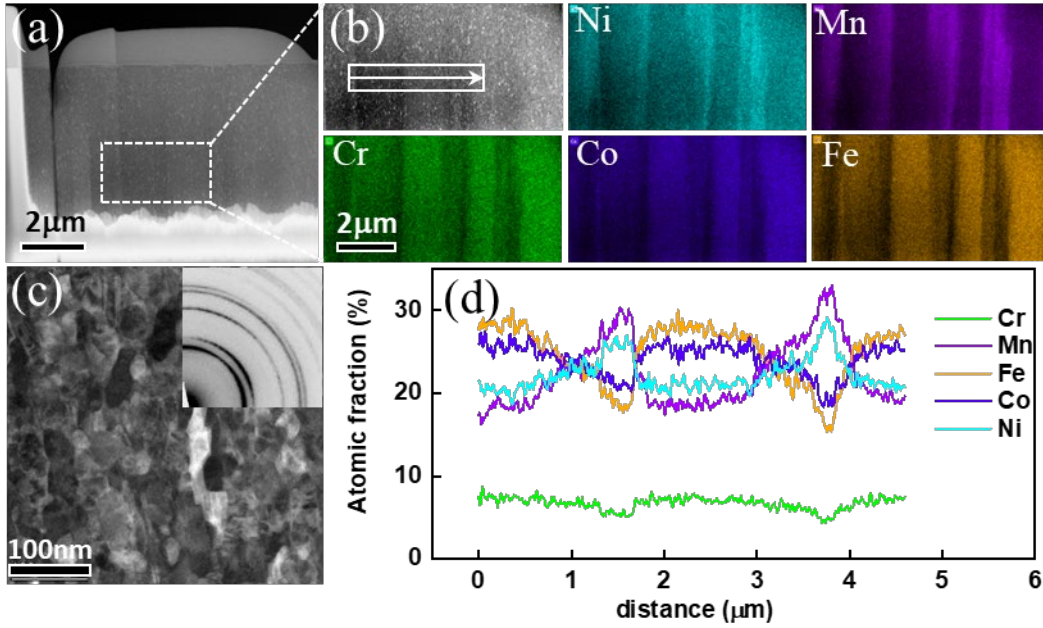 (a)
2μm
(b)
Ni
Mn
Cr
2μm
Co
Fe
(c)
100nm
(d)
Atomic fraction (%)
30
20
10
0
Cr
Mn
Fe
Co
Ni
0 1 2 3 4 5 6
distance (μm)